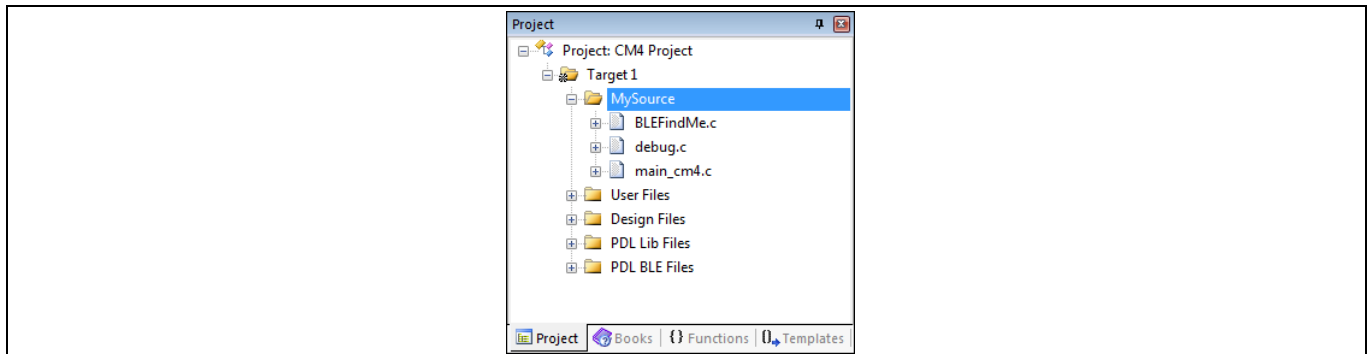 Project
Project: CM4 Project
Target 1
MySource
BLEFindMe.c
debug.c
main_cm4.c
User Files
Design Files
PDL Lib Files
PDL BLE Files
Project Books {} Functions 0 Templates